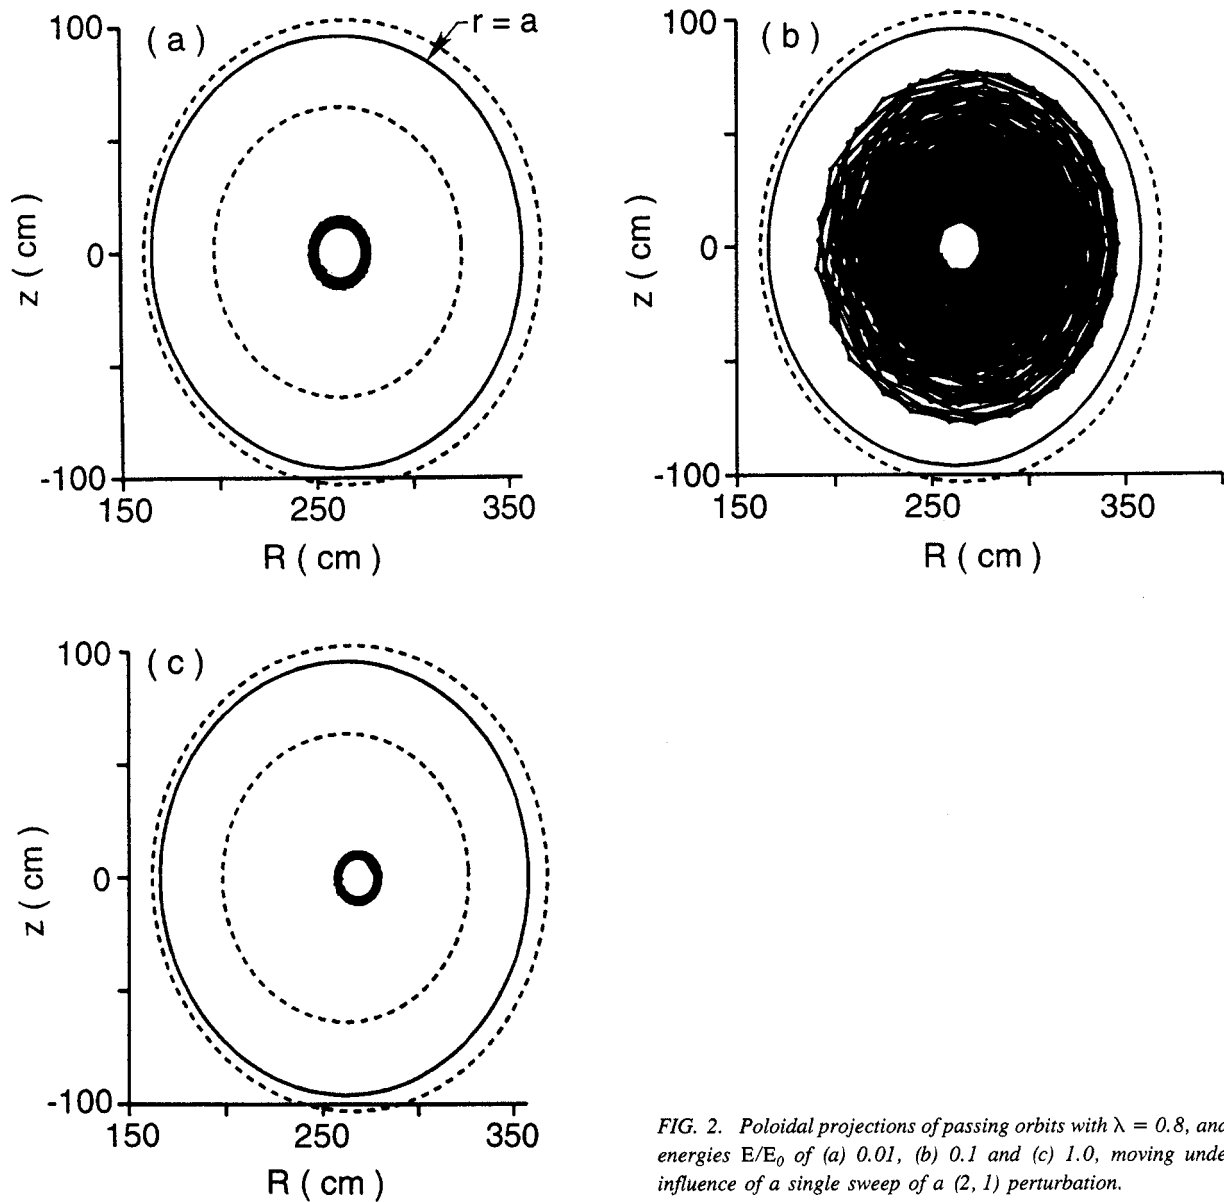 100
(a)
r = a
z (cm)
0
-100
150
250
350
R (cm)
100
(b)
z (cm)
0
-100
150
250
350
R (cm)
100
(c)
z (cm)
0
-100
150
250
350
R (cm)
FIG. 2. Poloidal projections of passing orbits with λ = 0.8, and
energies E/E₀ of (a) 0.01, (b) 0.1 and (c) 1.0, moving unde
influence of a single sweep of a (2, 1) perturbation.